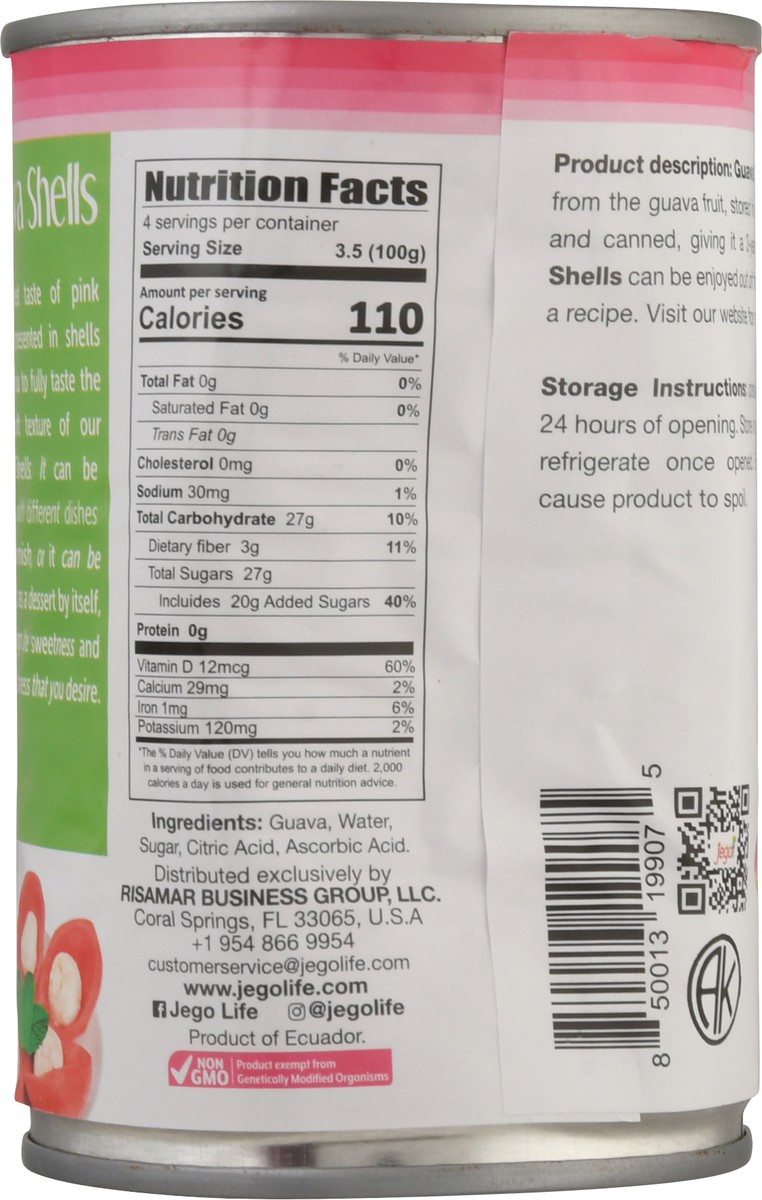 Shells
taste of pink
in shells
to fully taste the
texture of our
Shells. It can be
different dishes
or it can be
a dessert by itself,
sweetness and
that you desire.
Nutrition Facts
4 servings per container
Serving Size 3.5 (100g)
Amount per serving
Calories 110
% Daily Value*
Total Fat 0g 0%
Saturated Fat 0g 0%
Trans Fat 0g
Cholesterol 0mg 0%
Sodium 30mg 1%
Total Carbohydrate 27g 10%
Dietary fiber 3g 11%
Total Sugars 27g
Incluides 20g Added Sugars 40%
Protein 0g
Vitamin D 12mcg 60%
Calcium 29mg 2%
Iron 1mg 6%
Potassium 120mg 2%
*The % Daily Value (DV) tells you how much a nutrient
in a serving of food contributes to a daily diet. 2,000
calories a day is used for general nutrition advice.
Ingredients: Guava, Water,
Sugar, Citric Acid, Ascorbic Acid.
Distributed exclusively by
RISAMAR BUSINESS GROUP, LLC.
Coral Springs, FL 33065, U.S.A
+1 954 866 9954
customerservice@jegolife.com
www.jegolife.com
Jego Life @jegolife
Product of Ecuador.
NON GMO Product exempt from
Genetically Modified Organisms
Product description:
from the guava fruit,
and canned, giving it a
Shells can be enjoyed
a recipe. Visit our website
Storage Instructions
24 hours of opening.
refrigerate once opened.
cause product to spoil.
8 50013 19907 5
Jego
AK